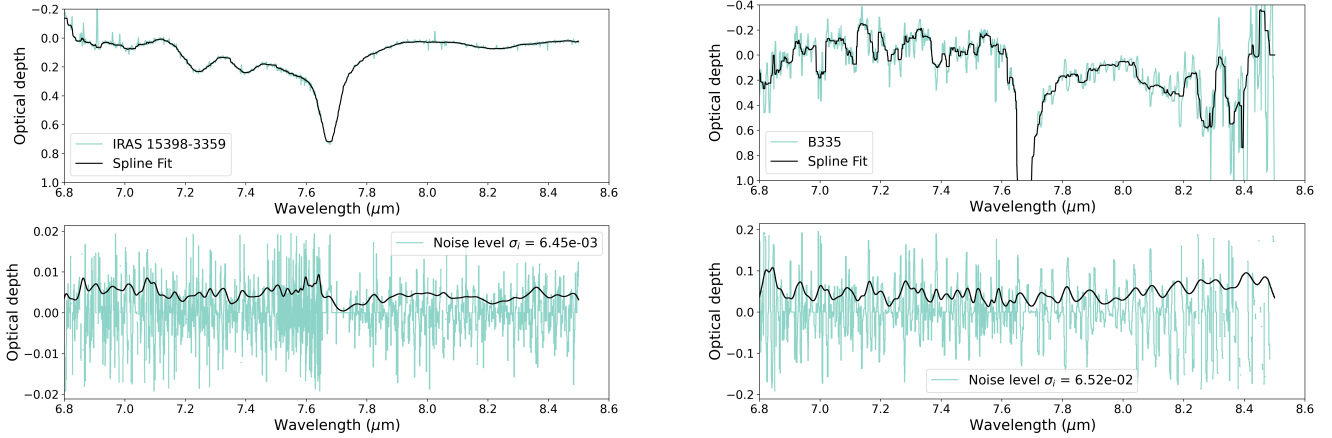 −0.2
0.0
0.2
0.4
0.6
0.8
1.0
Optical depth
IRAS 15398-3359
Spline Fit
6.8 7.0 7.2 7.4 7.6 7.8 8.0 8.2 8.4 8.6
Wavelength (μm)
0.02
0.01
0.00
−0.01
−0.02
Optical depth
Noise level σᵢ = 6.45e-03
6.8 7.0 7.2 7.4 7.6 7.8 8.0 8.2 8.4 8.6
Wavelength (μm)
−0.4
−0.2
0.0
0.2
0.4
0.6
0.8
1.0
Optical depth
B335
Spline Fit
6.8 7.0 7.2 7.4 7.6 7.8 8.0 8.2 8.4 8.6
Wavelength (μm)
0.2
0.1
0.0
−0.1
−0.2
Optical depth
Noise level σᵢ = 6.52e-02
6.8 7.0 7.2 7.4 7.6 7.8 8.0 8.2 8.4 8.6
Wavelength (μm)